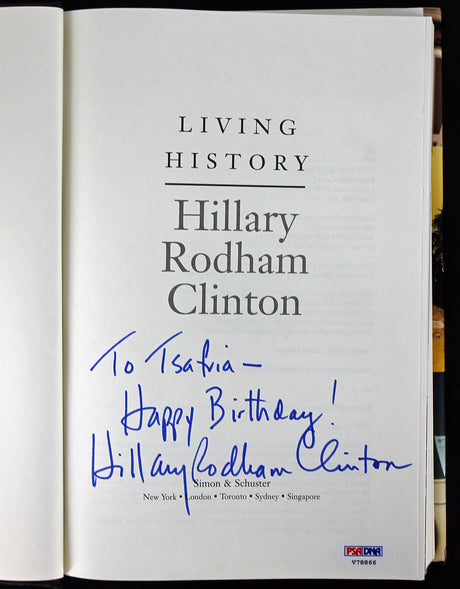 LIVING
HISTORY
Hillary
Rodham
Clinton
To Tsafria —
Happy Birthday!
Hillary Rodham Clinton
Simon & Schuster
New York • London • Toronto • Sydney • Singapore
PSA DNA
V78866